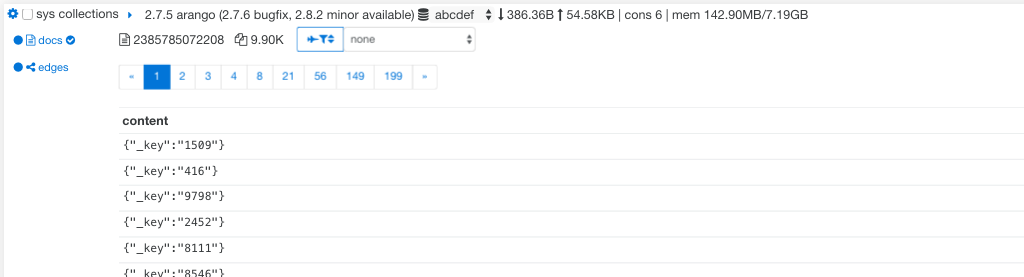 sys collections 2.7.5 arango (2.7.6 bugfix, 2.8.2 minor available) abcdef 386.36B 54.58KB | cons 6 | mem 142.90MB/7.19GB
docs 2385785072208 9.90K none
edges
« 1 2 3 4 8 21 56 149 199 »
content
{"_key":"1509"}
{"_key":"416"}
{"_key":"9798"}
{"_key":"2452"}
{"_key":"8111"}
{"_key":"8546"}